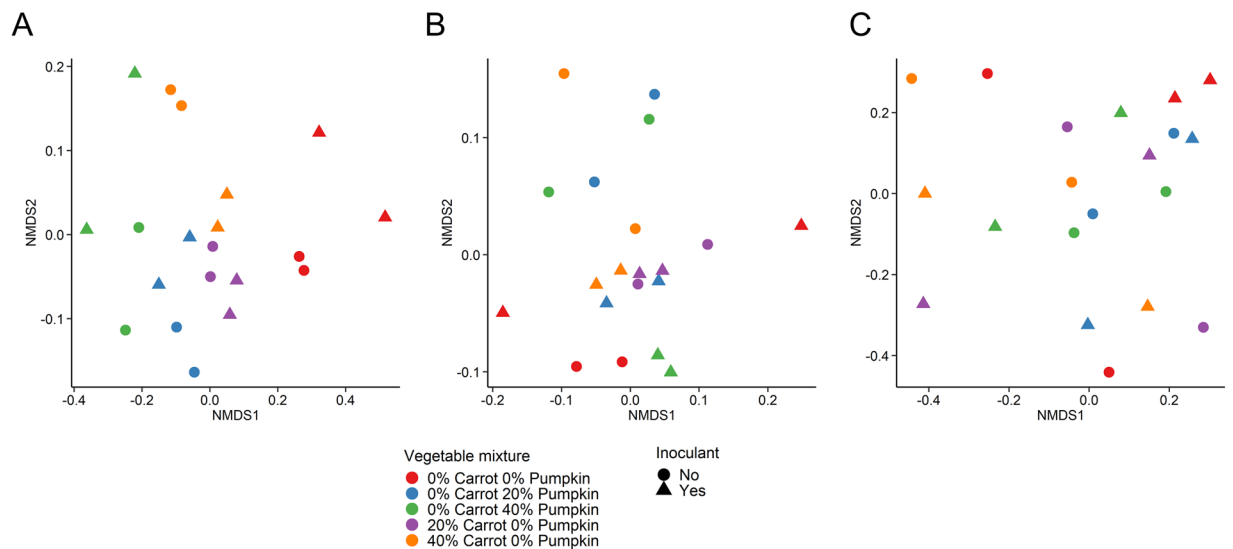 A
B
C
0.2
0.1
0.0
-0.1
NMDS2
-0.4
-0.2
0.0
0.2
0.4
NMDS1
0.1
0.0
-0.1
NMDS2
-0.2
-0.1
0.0
0.1
0.2
NMDS1
0.2
0.0
-0.2
-0.4
NMDS2
-0.4
-0.2
0.0
0.2
NMDS1
Vegetable mixture
0% Carrot 0% Pumpkin
0% Carrot 20% Pumpkin
0% Carrot 40% Pumpkin
20% Carrot 0% Pumpkin
40% Carrot 0% Pumpkin
Inoculant
No
Yes